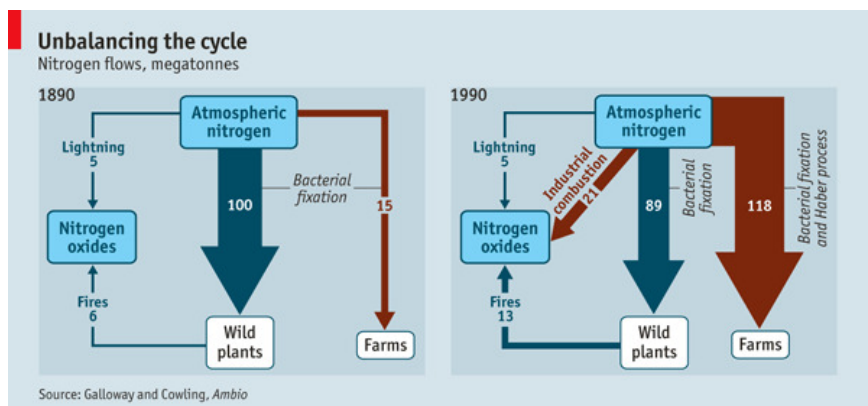 Unbalancing the cycle
Nitrogen flows, megatonnes
1890
Atmospheric
nitrogen
Lightning
5
Bacterial
fixation
100
15
Nitrogen
oxides
Fires
6
Wild
plants
Farms
1990
Atmospheric
nitrogen
Lightning
5
Industrial
combustion
21
Bacterial
fixation
Bacterial fixation
and Haber process
89
118
Nitrogen
oxides
Fires
13
Wild
plants
Farms
Source: Galloway and Cowling, Ambio